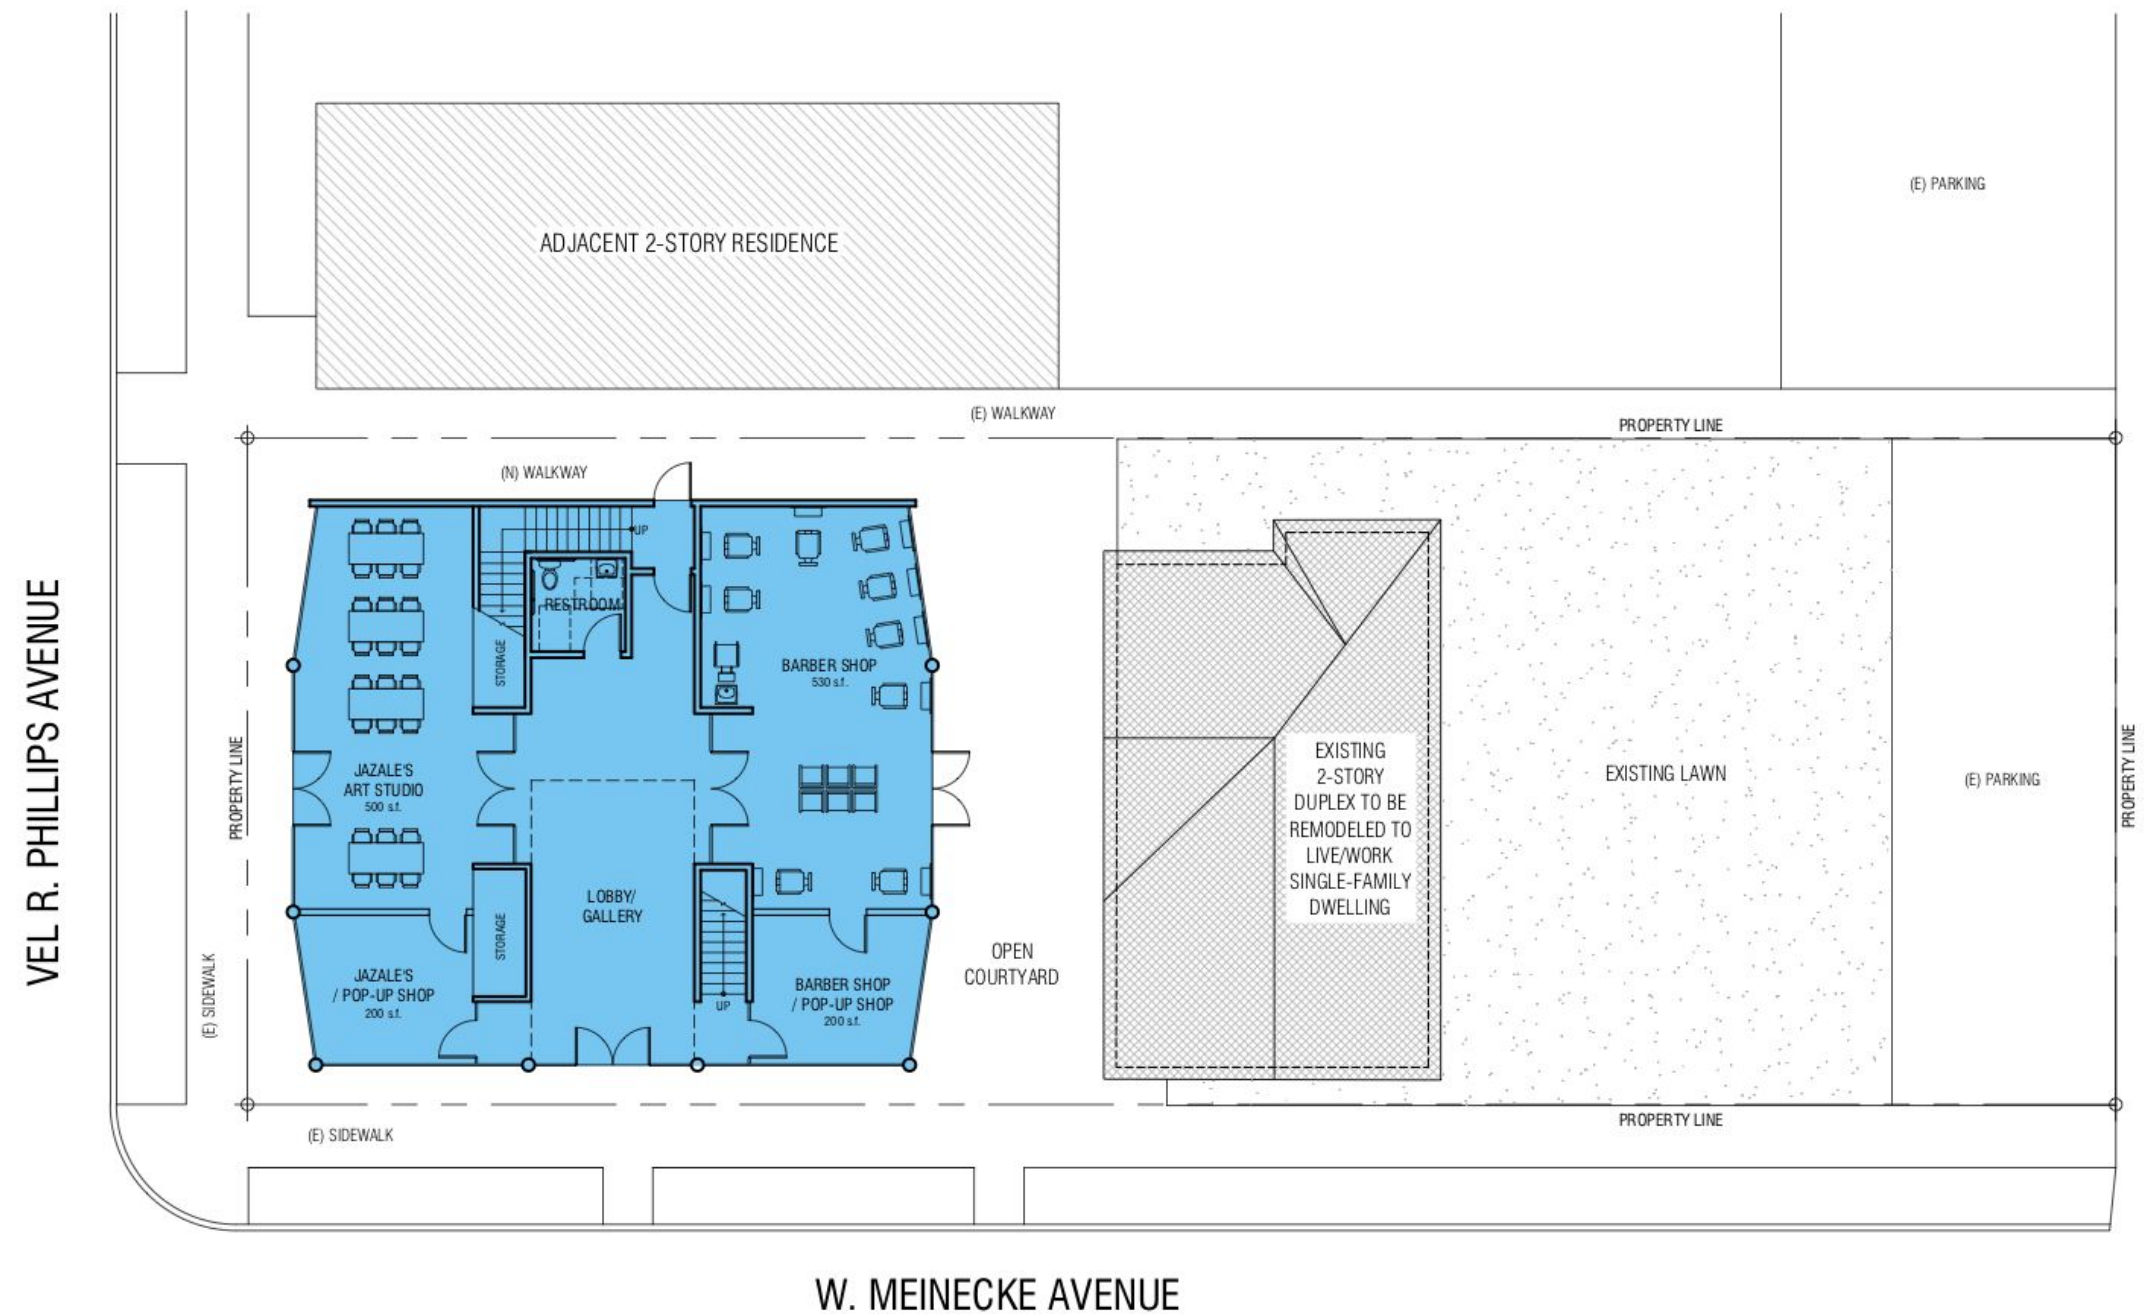 (E) PARKING
ADJACENT 2-STORY RESIDENCE
(E) WALKWAY
PROPERTY LINE
(N) WALKWAY
UP
RESTROOM
STORAGE
BARBER SHOP
530 s.f.
VEL R. PHILLIPS AVENUE
PROPERTY LINE
JAZALE'S
ART STUDIO
500 s.f.
EXISTING
2-STORY
DUPLEX TO BE
REMODELED TO
LIVE/WORK
SINGLE-FAMILY
DWELLING
EXISTING LAWN
(E) PARKING
PROPERTY LINE
LOBBY/
GALLERY
STORAGE
(E) SIDEWALK
JAZALE'S
/ POP-UP SHOP
200 s.f.
UP
BARBER SHOP
/ POP-UP SHOP
200 s.f.
OPEN
COURTYARD
(E) SIDEWALK
PROPERTY LINE
W. MEINECKE AVENUE